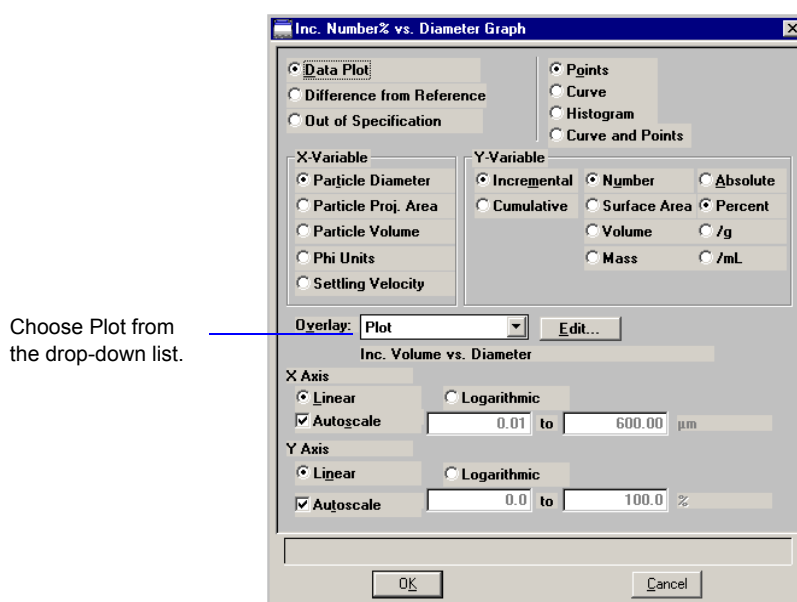 Inc. Number% vs. Diameter Graph
Data Plot
Difference from Reference
Out of Specification
Points
Curve
Histogram
Curve and Points
X-Variable
Particle Diameter
Particle Proj. Area
Particle Volume
Phi Units
Settling Velocity
Y-Variable
Incremental Number Absolute
Cumulative Surface Area Percent
Volume /g
Mass /mL
Choose Plot from
the drop-down list.
Overlay: Plot Edit...
Inc. Volume vs. Diameter
X Axis
Linear Logarithmic
Autoscale 0.01 to 600.00 µm
Y Axis
Linear Logarithmic
Autoscale 0.0 to 100.0 %
OK Cancel